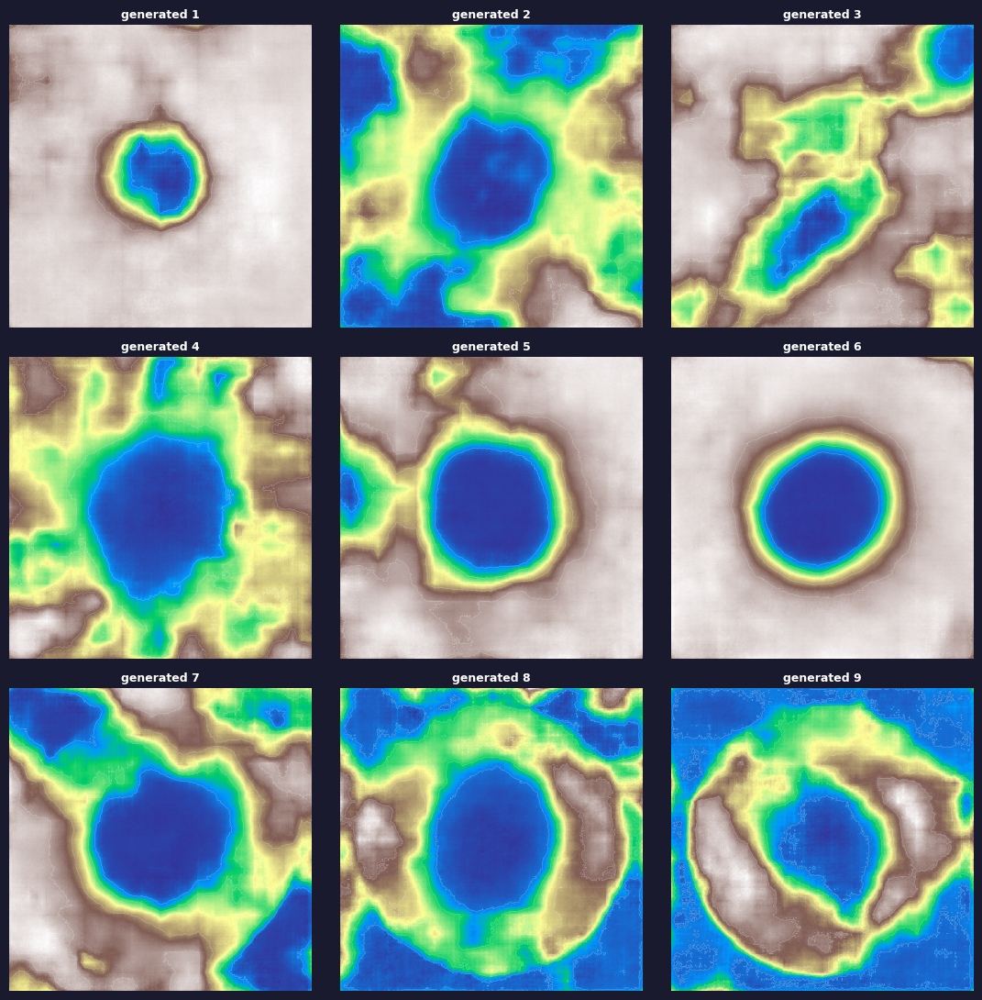 generated 1
generated 2
generated 3
generated 4
generated 5
generated 6
generated 7
generated 8
generated 9